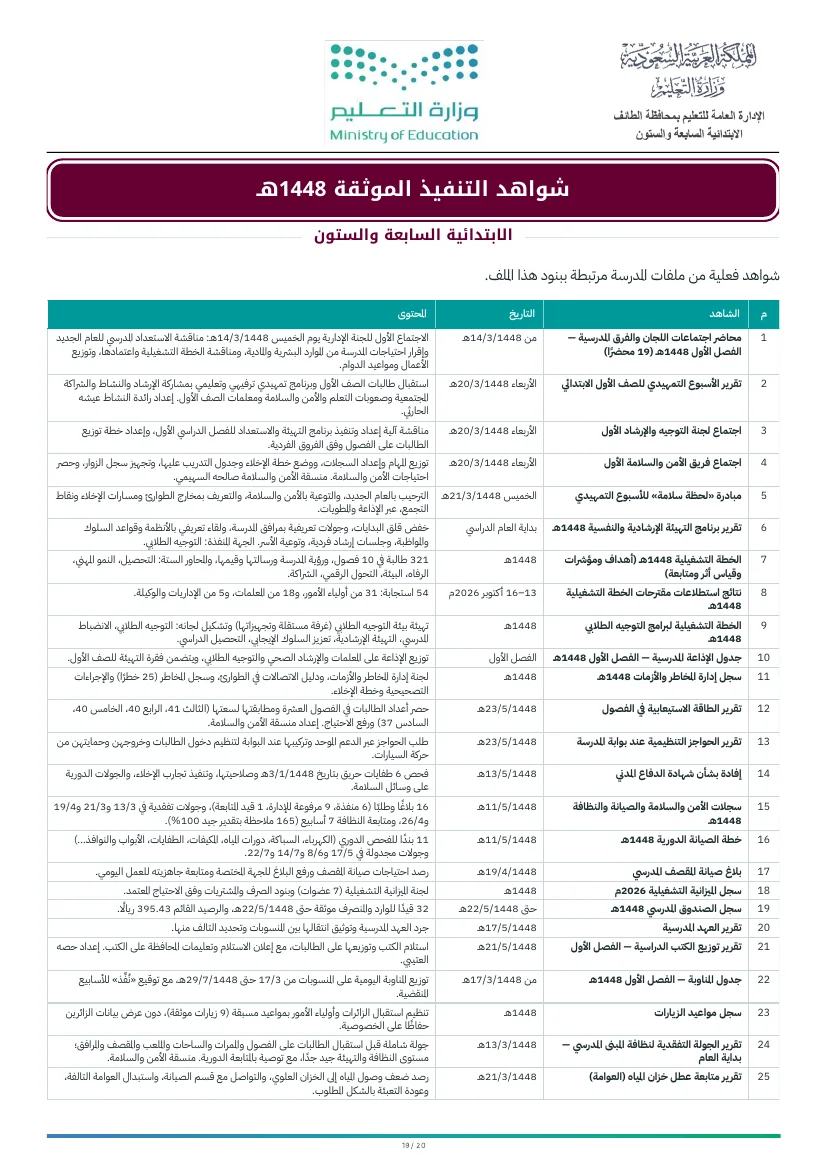 المملكة العربية السعودية
وزارة التعليم
الإدارة العامة للتعليم بمحافظة الطائف
الابتدائية السابعة والستون
وزارة التعـــليم
Ministry of Education
شواهد التنفيذ الموثقة 1448هـ
الابتدائية السابعة والستون
شواهد فعلية من ملفات المدرسة مرتبطة ببنود هذا الملف.
م الشاهد التاريخ المحتوى
1 محاضر اجتماعات اللجان والفرق المدرسية — من 14/3/1448هـ الاجتماع الأول للجنة الإدارية يوم الخميس 14/3/1448هـ: مناقشة الاستعداد المدرسي للعام الجديد
الفصل الأول 1448هـ (19 محضرًا) وإقرار احتياجات المدرسة من الموارد البشرية والمادية، ومناقشة الخطة التشغيلية واعتمادها، وتوزيع
الأعمال ومواعيد الدوام.
2 تقرير الأسبوع التمهيدي للصف الأول الابتدائي الأربعاء 20/3/1448هـ استقبال طالبات الصف الأول وبرنامج تمهيدي ترفيهي وتعليمي بمشاركة الإرشاد والنشاط والشراكة
المجتمعية وصعوبات التعلم والأمن والسلامة ومعلمات الصف الأول. إعداد رائدة النشاط عيشه
الحارثي.
3 اجتماع لجنة التوجيه والإرشاد الأول الأربعاء 20/3/1448هـ مناقشة آلية إعداد وتنفيذ برنامج التهيئة والاستعداد للفصل الدراسي الأول، وإعداد خطة توزيع
الطالبات على الفصول وفق الفروق الفردية.
4 اجتماع فريق الأمن والسلامة الأول الأربعاء 20/3/1448هـ توزيع المهام وإعداد السجلات، ووضع خطة الإخلاء وجدول التدريب عليها، وتجهيز سجل الزوار، وحصر
احتياجات الأمن والسلامة. منسقة الأمن والسلامة صالحه السهيمي.
5 مبادرة «لحظة سلامة» للأسبوع التمهيدي الخميس 21/3/1448هـ الترحيب بالعام الجديد، والتوعية بالأمن والسلامة، والتعريف بمخارج الطوارئ ومسارات الإخلاء ونقاط
التجمع، عبر الإذاعة والمطويات.
6 تقرير برنامج التهيئة الإرشادية والنفسية 1448هـ بداية العام الدراسي خفض قلق البدايات، وجولات تعريفية بمرافق المدرسة، ولقاء تعريفي بالأنظمة وقواعد السلوك
والمواظبة، وجلسات إرشاد فردية، وتوعية الأسر. الجهة المنفذة: التوجيه الطلابي.
7 الخطة التشغيلية 1448هـ (أهداف ومؤشرات 1448هـ 321 طالبة في 10 فصول، ورؤية المدرسة ورسالتها وقيمها، والمحاور الستة: التحصيل، النمو المهني،
وقياس أثر ومتابعة) الرفاه، البيئة، التحول الرقمي، الشراكة.
8 نتائج استطلاعات مقترحات الخطة التشغيلية 13–16 أكتوبر 2026م 54 استجابة: 31 من أولياء الأمور، و18 من المعلمات، و5 من الإداريات والوكيلة.
1448هـ
9 الخطة التشغيلية لبرامج التوجيه الطلابي 1448هـ تهيئة بيئة التوجيه الطلابي (غرفة مستقلة وتجهيزاتها) وتشكيل لجانه: التوجيه الطلابي، الانضباط
1448هـ المدرسي، التهيئة الإرشادية، تعزيز السلوك الإيجابي، التحصيل الدراسي.
10 جدول الإذاعة المدرسية — الفصل الأول 1448هـ الفصل الأول توزيع الإذاعة على المعلمات والإرشاد الصحي والتوجيه الطلابي، ويتضمن فقرة التهيئة للصف الأول.
11 سجل إدارة المخاطر والأزمات 1448هـ 1448هـ لجنة إدارة المخاطر والأزمات، ودليل الاتصالات في الطوارئ، وسجل المخاطر (25 خطرًا) والإجراءات
التصحيحية وخطة الإخلاء.
12 تقرير الطاقة الاستيعابية في الفصول 23/5/1448هـ حصر أعداد الطالبات في الفصول العشرة ومطابقتها لسعتها (الثالث 41، الرابع 40، الخامس 40،
السادس 37) ورفع الاحتياج. إعداد منسقة الأمن والسلامة.
13 تقرير الحواجز التنظيمية عند بوابة المدرسة 23/5/1448هـ طلب الحواجز عبر الدعم الموحد وتركيبها عند البوابة لتنظيم دخول الطالبات وخروجهن وحمايتهن من
حركة السيارات.
14 إفادة بشأن شهادة الدفاع المدني 13/5/1448هـ فحص 6 طفايات حريق بتاريخ 3/1/1448هـ وصلاحيتها، وتنفيذ تجارب الإخلاء، والجولات الدورية
على وسائل السلامة.
15 سجلات الأمن والسلامة والصيانة والنظافة 11/5/1448هـ 16 بلاغًا وطلبًا (6 منفذة، 9 مرفوعة للإدارة، 1 قيد المتابعة)، وجولات تفقدية في 13/3 و21/3 و19/4
1448هـ و26/4، ومتابعة النظافة 7 أسابيع (165 ملاحظة بتقدير جيد 100%).
16 خطة الصيانة الدورية 1448هـ 11/5/1448هـ 11 بندًا للفحص الدوري (الكهرباء، السباكة، دورات المياه، المكيفات، الطفايات، الأبواب والنوافذ...)
وجولات مجدولة في 17/5 و8/6 و14/7 و22/7.
17 بلاغ صيانة المقصف المدرسي 19/4/1448هـ رصد احتياجات صيانة المقصف ورفع البلاغ للجهة المختصة ومتابعة جاهزيته للعمل اليومي.
18 سجل الميزانية التشغيلية 2026م 1448هـ لجنة الميزانية التشغيلية (7 عضوات) وبنود الصرف والمشتريات وفق الاحتياج المعتمد.
19 سجل الصندوق المدرسي 1448هـ حتى 22/5/1448هـ 32 قيدًا للوارد والمنصرف موثقة حتى 22/5/1448هـ، والرصيد القائم 395.43 ريالًا.
20 تقرير العهد المدرسية 17/5/1448هـ جرد العهد المدرسية وتوثيق انتقالها بين المنسوبات وتحديد التالف منها.
21 تقرير توزيع الكتب الدراسية — الفصل الأول 21/5/1448هـ استلام الكتب وتوزيعها على الطالبات، مع إعلان الاستلام وتعليمات المحافظة على الكتب. إعداد حصه
العتيبي.
22 جدول المناوبة — الفصل الأول 1448هـ من 17/3/1448هـ توزيع المناوبة اليومية على المنسوبات من 17/3 حتى 29/7/1448هـ، مع توقيع «نُفِّذ» للأسابيع
المنقضية.
23 سجل مواعيد الزيارات 1448هـ تنظيم استقبال الزائرات وأولياء الأمور بمواعيد مسبقة (9 زيارات موثقة)، دون عرض بيانات الزائرين
حفاظًا على الخصوصية.
24 تقرير الجولة التفقدية لنظافة المبنى المدرسي — 13/3/1448هـ جولة شاملة قبل استقبال الطالبات على الفصول والممرات والساحات والملعب والمقصف والمرافق؛
بداية العام مستوى النظافة والتهيئة جيد جدًا، مع توصية بالمتابعة الدورية. منسقة الأمن والسلامة.
25 تقرير متابعة عطل خزان المياه (العوامة) 21/3/1448هـ رصد ضعف وصول المياه إلى الخزان العلوي، والتواصل مع قسم الصيانة، واستبدال العوامة التالفة،
وعودة التعبئة بالشكل المطلوب.
19 / 20